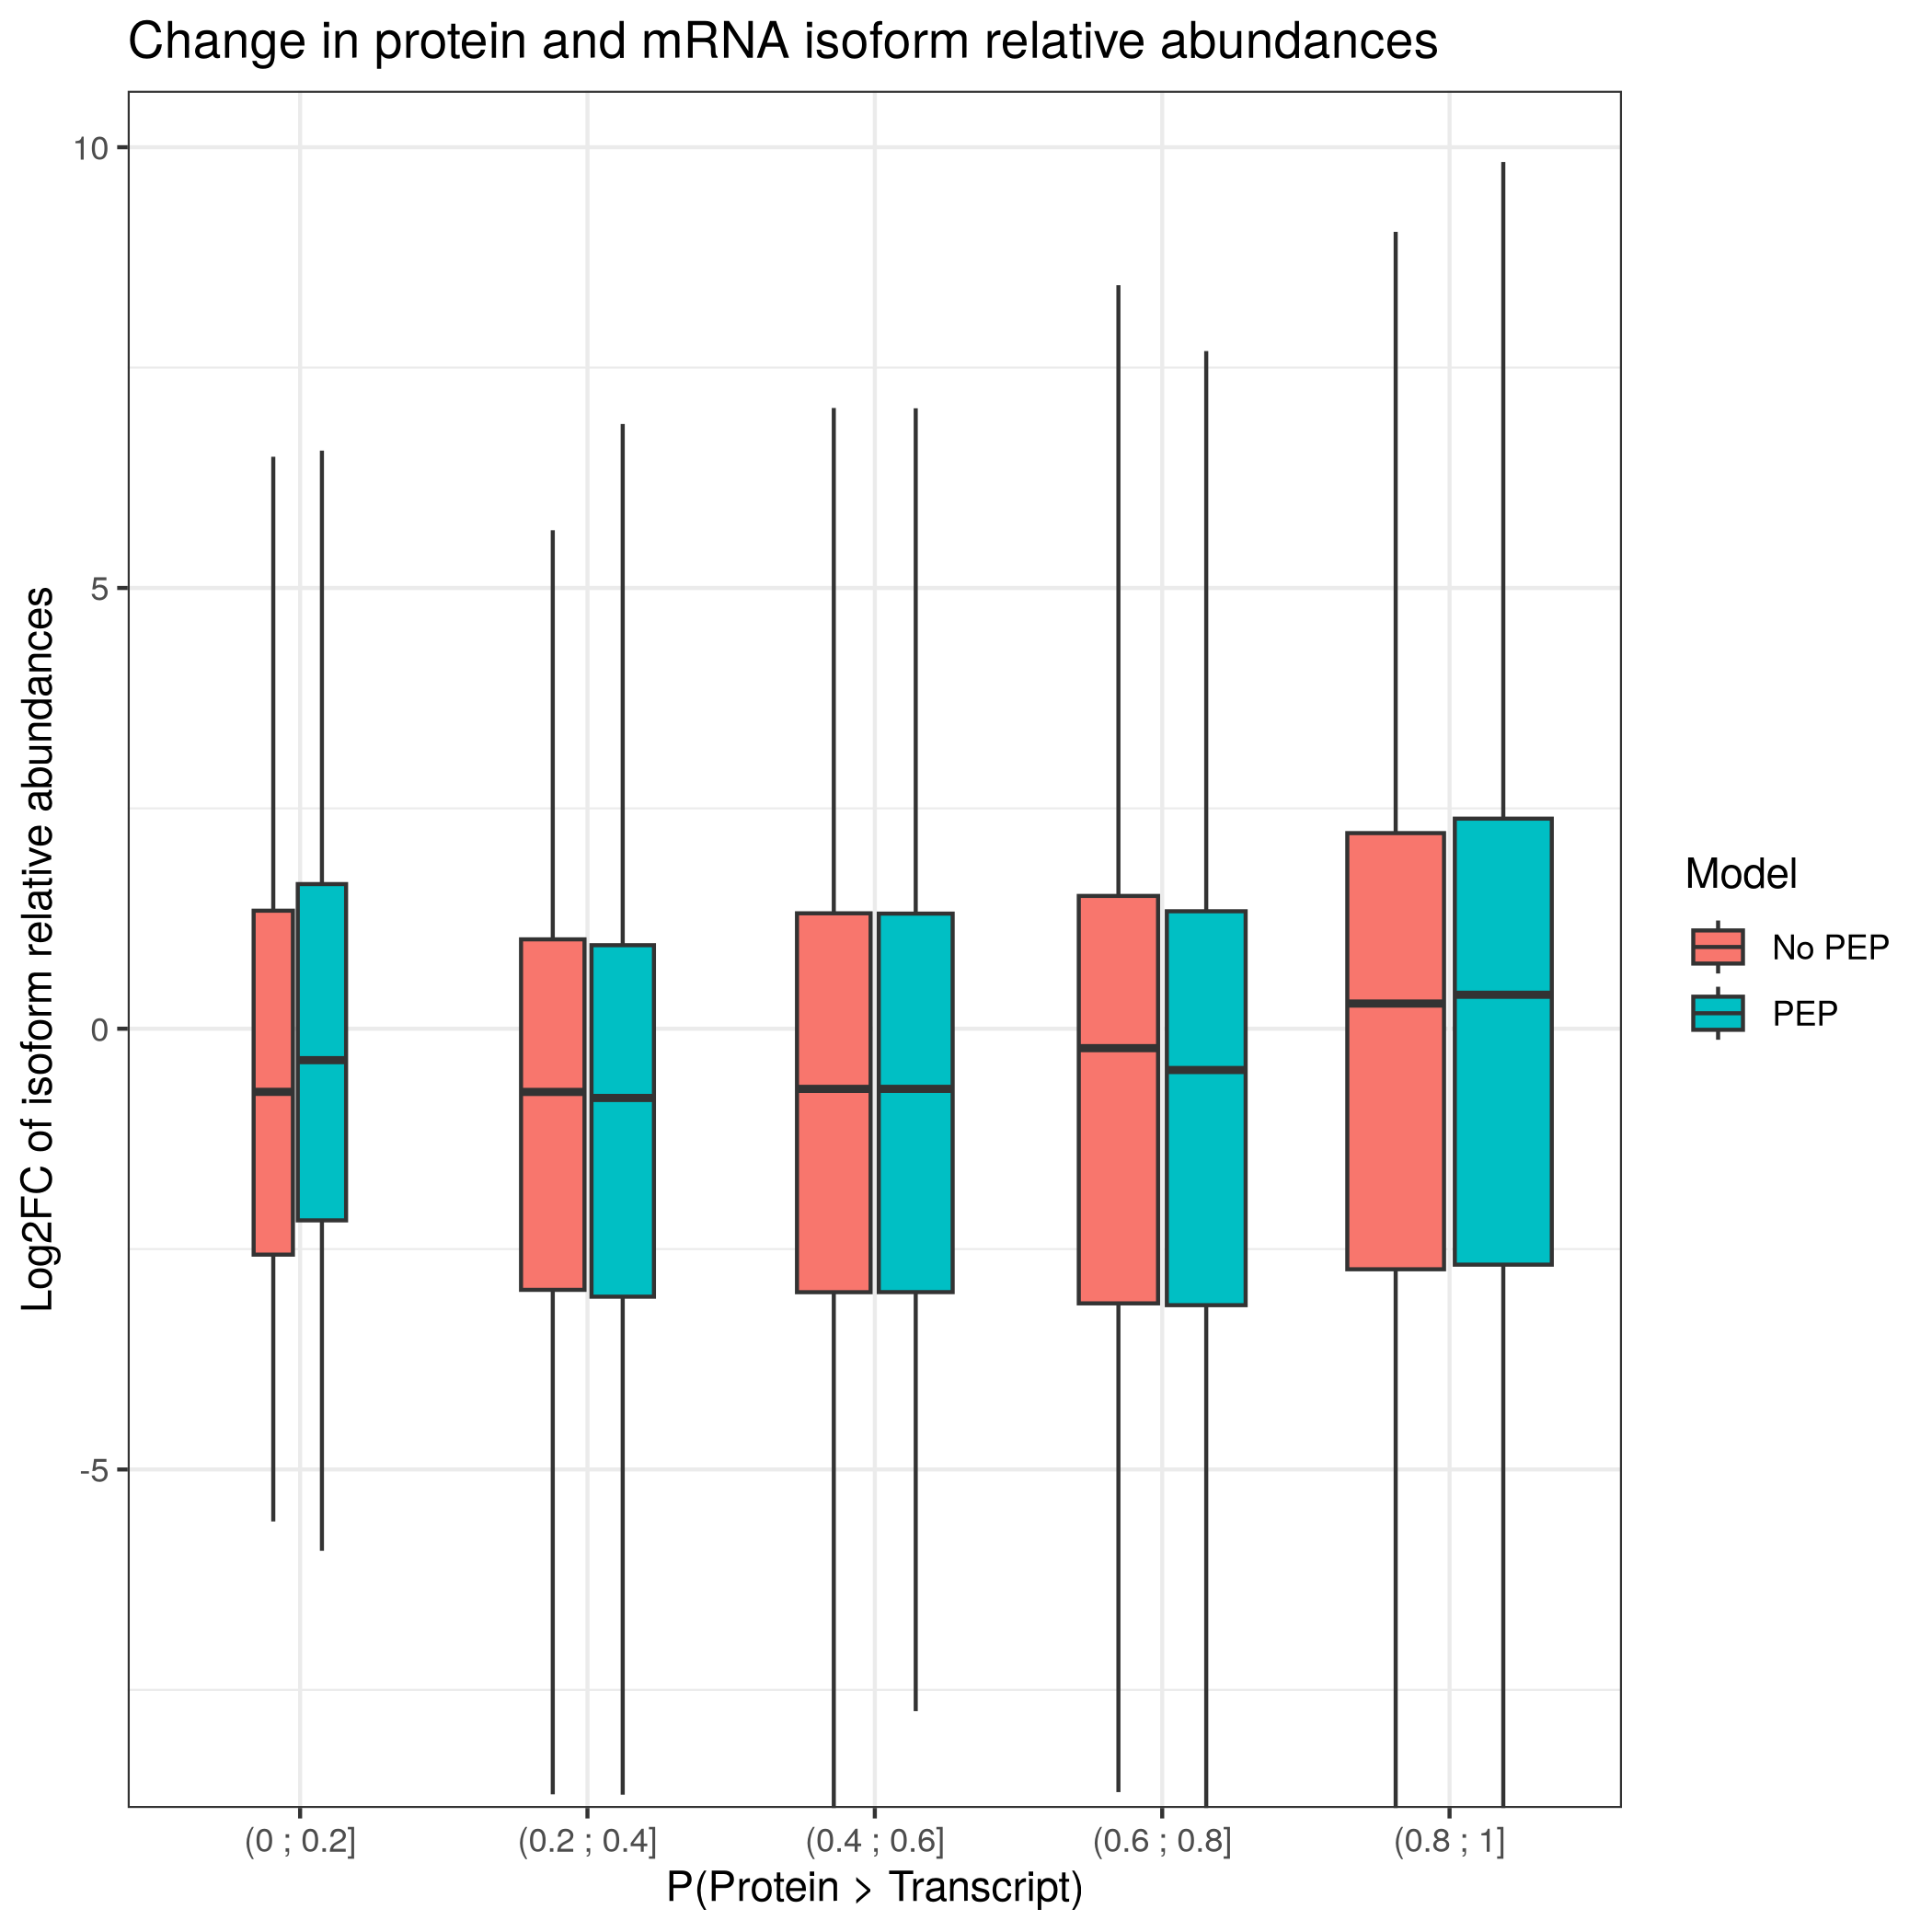 Change in protein and mRNA isoform relative abundances
Log2FC of isoform relative abundances
10
5
0
-5
(0 ; 0.2]
(0.2 ; 0.4]
(0.4 ; 0.6]
(0.6 ; 0.8]
(0.8 ; 1]
P(Protein > Transcript)
Model
No PEP
PEP